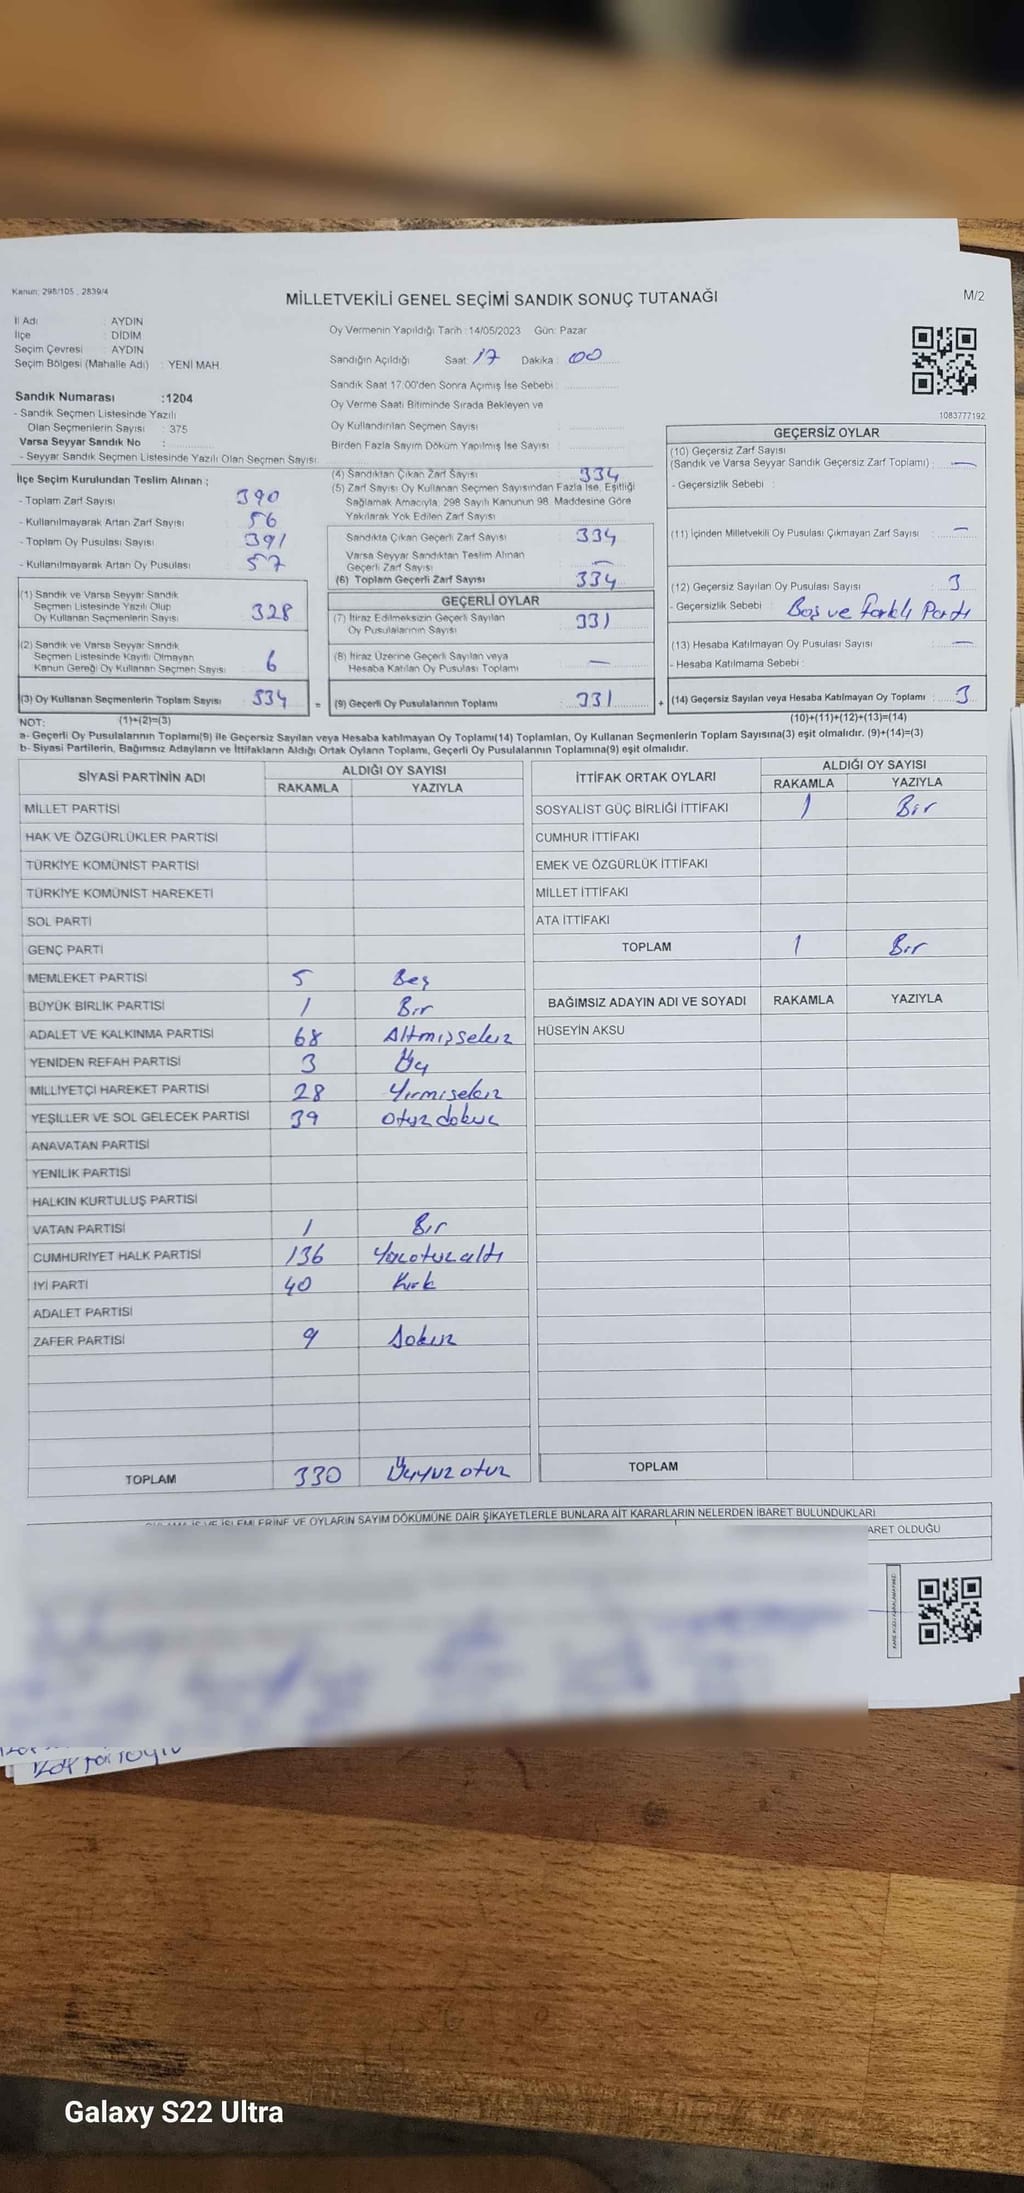 Kanun: 298/105 , 2839/4
MİLLETVEKİLİ GENEL SEÇİMİ SANDIK SONUÇ TUTANAĞI
M/2
İl Adı : AYDIN
İlçe : DİDİM
Seçim Çevresi : AYDIN
Seçim Bölgesi (Mahalle Adı) : YENİ MAH.
Oy Vermenin Yapıldığı Tarih : 14/05/2023 Gün: Pazar
Sandığın Açıldığı Saat : 17 Dakika : 00
Sandık Saat 17:00'den Sonra Açımış İse Sebebi :
Oy Verme Saati Bitiminde Sırada Bekleyen ve
Oy Kullandırılan Seçmen Sayısı :
Birden Fazla Sayım Döküm Yapılmış İse Sayısı :
1083777192
Sandık Numarası :1204
- Sandık Seçmen Listesinde Yazılı
Olan Seçmenlerin Sayısı : 375
Varsa Seyyar Sandık No :
- Seyyar Sandık Seçmen Listesinde Yazılı Olan Seçmen Sayısı:
İlçe Seçim Kurulundan Teslim Alınan ;
- Toplam Zarf Sayısı : 390
- Kullanılmayarak Artan Zarf Sayısı : 56
- Toplam Oy Pusulası Sayısı : 391
- Kullanılmayarak Artan Oy Pusulası : 57
(1) Sandık ve Varsa Seyyar Sandık
Seçmen Listesinde Yazılı Olup
Oy Kullanan Seçmenlerin Sayısı : 328
(2) Sandık ve Varsa Seyyar Sandık
Seçmen Listesinde Kayıtlı Olmayan
Kanun Gereği Oy Kullanan Seçmen Sayısı : 6
(3) Oy Kullanan Seçmenlerin Toplam Sayısı : 334 =
(4) Sandıktan Çıkan Zarf Sayısı : 334
(5) Zarf Sayısı Oy Kullanan Seçmen Sayısından Fazla İse, Eşitliği
Sağlamak Amacıyla, 298 Sayılı Kanunun 98. Maddesine Göre
Yakılarak Yok Edilen Zarf Sayısı :
Sandıkta Çıkan Geçerli Zarf Sayısı : 334
Varsa Seyyar Sandıktan Teslim Alınan
Geçerli Zarf Sayısı : —
(6) Toplam Geçerli Zarf Sayısı : 334
GEÇERLİ OYLAR
(7) İtiraz Edilmeksizin Geçerli Sayılan
Oy Pusulalarının Sayısı : 331
(8) İtiraz Üzerine Geçerli Sayılan veya
Hesaba Katılan Oy Pusulası Toplamı : —
(9) Geçerli Oy Pusulalarının Toplamı : 331 +
GEÇERSİZ OYLAR
(10) Geçersiz Zarf Sayısı
(Sandık ve Varsa Seyyar Sandık Geçersiz Zarf Toplamı) : —
- Geçersizlik Sebebi :
(11) İçinden Milletvekili Oy Pusulası Çıkmayan Zarf Sayısı : —
(12) Geçersiz Sayılan Oy Pusulası Sayısı : 3
- Geçersizlik Sebebi : Boş ve farklı Parti
(13) Hesaba Katılmayan Oy Pusulası Sayısı : —
- Hesaba Katılmama Sebebi :
(14) Geçersiz Sayılan veya Hesaba Katılmayan Oy Toplamı : 3
NOT: (1)+(2)=(3) (10)+(11)+(12)+(13)=(14)
a- Geçerli Oy Pusulalarının Toplamı(9) ile Geçersiz Sayılan veya Hesaba katılmayan Oy Toplamı(14) Toplamları, Oy Kullanan Seçmenlerin Toplam Sayısına(3) eşit olmalıdır. (9)+(14)=(3)
b- Siyasi Partilerin, Bağımsız Adayların ve İttifakların Aldığı Ortak Oyların Toplamı, Geçerli Oy Pusulalarının Toplamına(9) eşit olmalıdır.
SİYASİ PARTİNİN ADI ALDIĞI OY SAYISI
RAKAMLA YAZIYLA
MİLLET PARTİSİ
HAK VE ÖZGÜRLÜKLER PARTİSİ
TÜRKİYE KOMÜNİST PARTİSİ
TÜRKİYE KOMÜNİST HAREKETİ
SOL PARTİ
GENÇ PARTİ
MEMLEKET PARTİSİ 5 Beş
BÜYÜK BİRLİK PARTİSİ 1 Bir
ADALET VE KALKINMA PARTİSİ 68 Altmışsekiz
YENİDEN REFAH PARTİSİ 3 Üç
MİLLİYETÇİ HAREKET PARTİSİ 28 Yirmisekiz
YEŞİLLER VE SOL GELECEK PARTİSİ 39 Otuzdokuz
ANAVATAN PARTİSİ
YENİLİK PARTİSİ
HALKIN KURTULUŞ PARTİSİ
VATAN PARTİSİ 1 Bir
CUMHURİYET HALK PARTİSİ 136 Yüzotuzaltı
İYİ PARTİ 40 Kırk
ADALET PARTİSİ
ZAFER PARTİSİ 9 Dokuz
TOPLAM 330 Üçyüzotuz
İTTİFAK ORTAK OYLARI ALDIĞI OY SAYISI
RAKAMLA YAZIYLA
SOSYALİST GÜÇ BİRLİĞİ İTTİFAKI 1 Bir
CUMHUR İTTİFAKI
EMEK VE ÖZGÜRLÜK İTTİFAKI
MİLLET İTTİFAKI
ATA İTTİFAKI
TOPLAM 1 Bir
BAĞIMSIZ ADAYIN ADI VE SOYADI RAKAMLA YAZIYLA
HÜSEYİN AKSU
TOPLAM
VE OYLARIN SAYIM DÖKÜMÜNE DAİR ŞİKAYETLERLE BUNLARA AİT KARARLARIN NELERDEN İBARET BULUNDUKLARI
OLDUĞU
Galaxy S22 Ultra